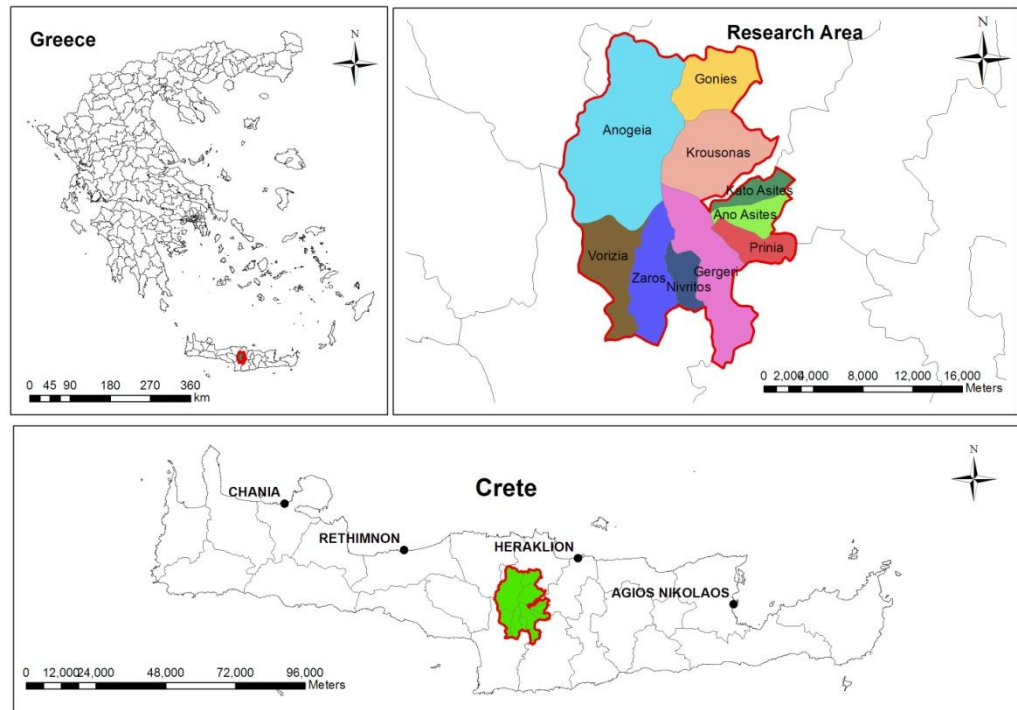 Greece
N
0 45 90 180 270 360
km
Research Area
N
Gonies
Anogeia
Krousonas
Kato Asites
Ano Asites
Prinia
Vorizia
Gergeri
Zaros
Nivritos
0 2,000 4,000 8,000 12,000 16,000
Meters
Crete
N
CHANIA
RETHIMNON
HERAKLION
AGIOS NIKOLAOS
0 12,000 24,000 48,000 72,000 96,000
Meters